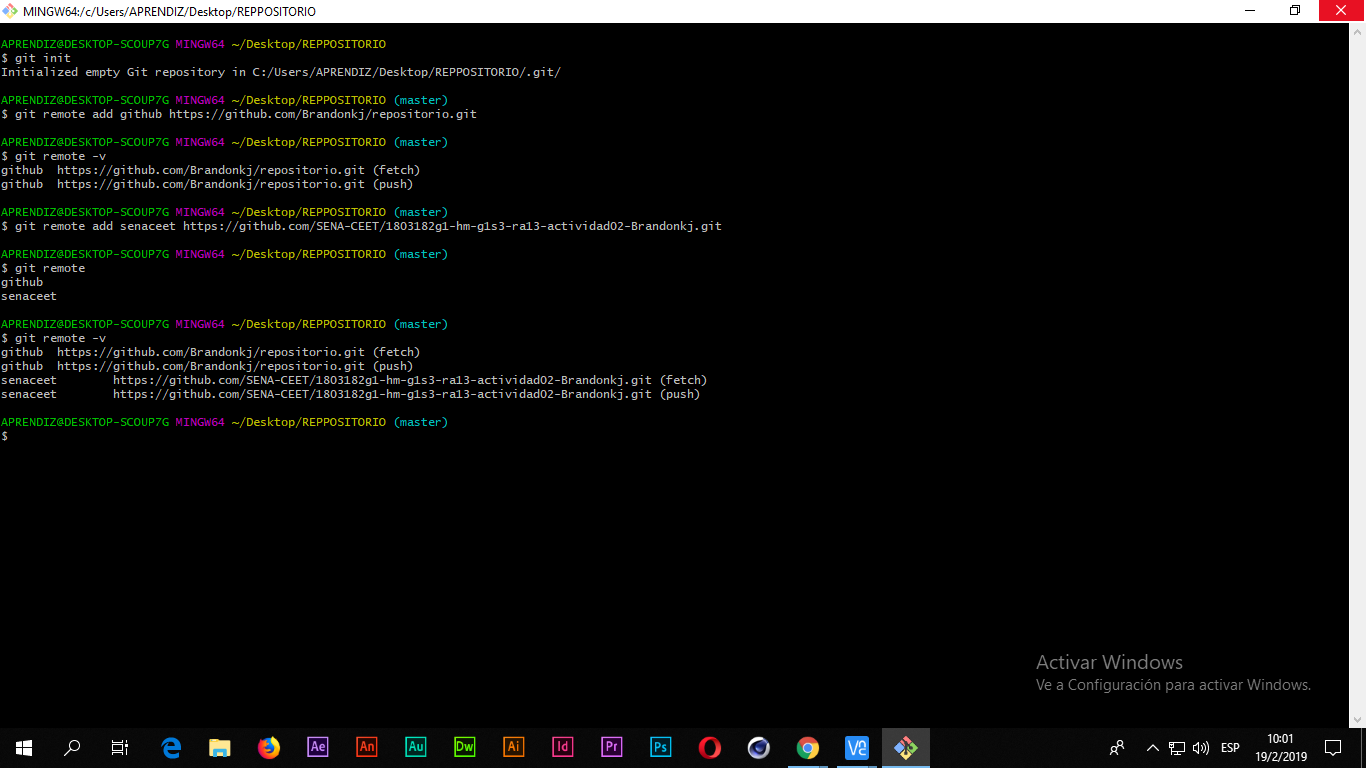 MINGW64:/c/Users/APRENDIZ/Desktop/REPPOSITORIO
APRENDIZ@DESKTOP-SCOUP7G MINGW64 ~/Desktop/REPPOSITORIO
$ git init
Initialized empty Git repository in C:/Users/APRENDIZ/Desktop/REPPOSITORIO/.git/
APRENDIZ@DESKTOP-SCOUP7G MINGW64 ~/Desktop/REPPOSITORIO (master)
$ git remote add github https://github.com/Brandonkj/repositorio.git
APRENDIZ@DESKTOP-SCOUP7G MINGW64 ~/Desktop/REPPOSITORIO (master)
$ git remote -v
github  https://github.com/Brandonkj/repositorio.git (fetch)
github  https://github.com/Brandonkj/repositorio.git (push)
APRENDIZ@DESKTOP-SCOUP7G MINGW64 ~/Desktop/REPPOSITORIO (master)
$ git remote add senaceet https://github.com/SENA-CEET/1803182g1-hm-g1s3-ra13-actividad02-Brandonkj.git
APRENDIZ@DESKTOP-SCOUP7G MINGW64 ~/Desktop/REPPOSITORIO (master)
$ git remote
github
senaceet
APRENDIZ@DESKTOP-SCOUP7G MINGW64 ~/Desktop/REPPOSITORIO (master)
$ git remote -v
github  https://github.com/Brandonkj/repositorio.git (fetch)
github  https://github.com/Brandonkj/repositorio.git (push)
senaceet        https://github.com/SENA-CEET/1803182g1-hm-g1s3-ra13-actividad02-Brandonkj.git (fetch)
senaceet        https://github.com/SENA-CEET/1803182g1-hm-g1s3-ra13-actividad02-Brandonkj.git (push)
APRENDIZ@DESKTOP-SCOUP7G MINGW64 ~/Desktop/REPPOSITORIO (master)
$
Activar Windows
Ve a Configuración para activar Windows.
Ae An Au Dw Ai Id Pr Ps V2 ESP 10:01
19/2/2019